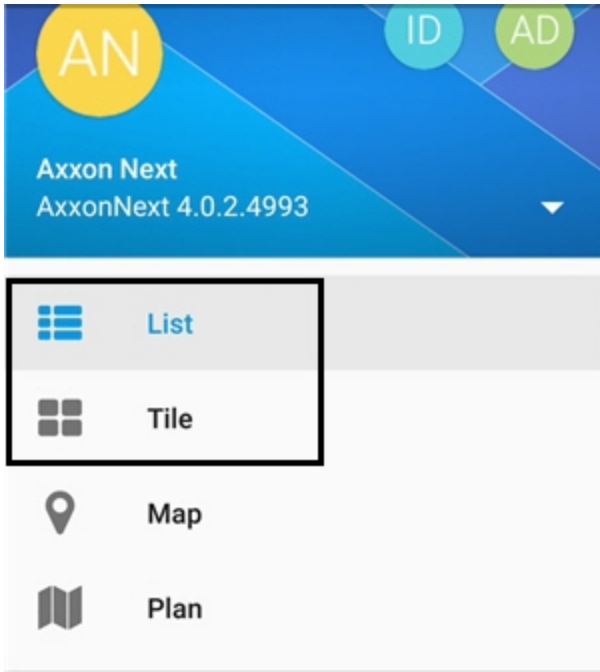 AN
ID
AD
Axxon Next
AxxonNext 4.0.2.4993
List
Tile
Map
Plan